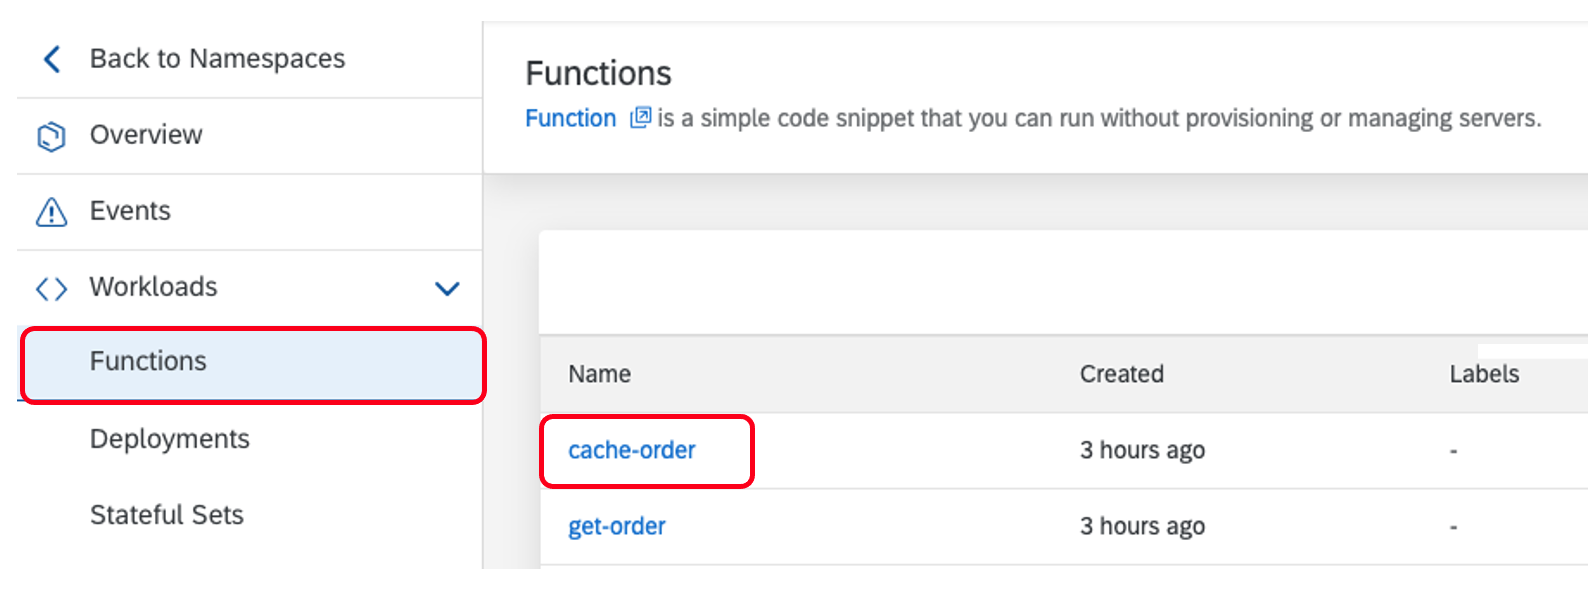 Back to Namespaces
Overview
Events
Workloads
Functions
Deployments
Stateful Sets
Functions
Function is a simple code snippet that you can run without provisioning or managing servers.
Name Created Labels
cache-order 3 hours ago -
get-order 3 hours ago -